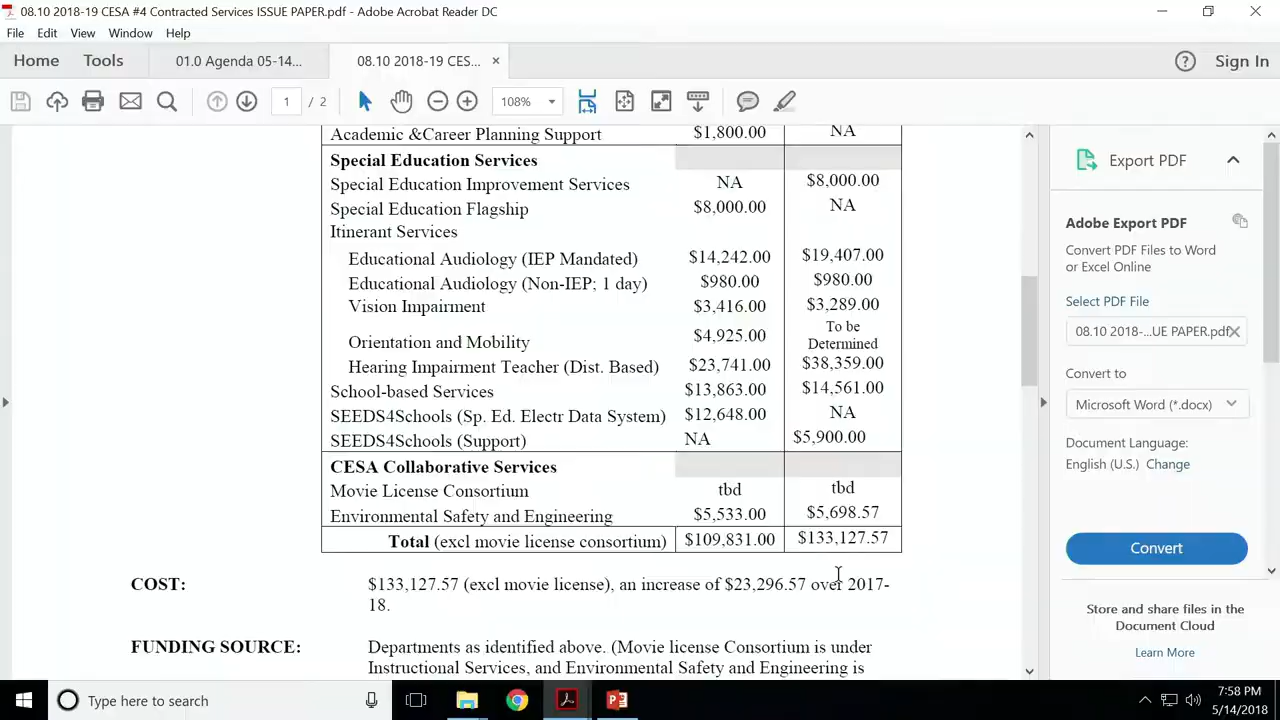 08.10 2018-19 CESA #4 Contracted Services ISSUE PAPER.pdf - Adobe Acrobat Reader DC
File Edit View Window Help
Home Tools 01.0 Agenda 05-14... 08.10 2018-19 CES... × Sign In
1 / 2 108%
Academic &Career Planning Support $1,800.00 NA
Special Education Services
Special Education Improvement Services NA $8,000.00
Special Education Flagship $8,000.00 NA
Itinerant Services
Educational Audiology (IEP Mandated) $14,242.00 $19,407.00
Educational Audiology (Non-IEP; 1 day) $980.00 $980.00
Vision Impairment $3,416.00 $3,289.00
Orientation and Mobility $4,925.00 To be Determined
Hearing Impairment Teacher (Dist. Based) $23,741.00 $38,359.00
School-based Services $13,863.00 $14,561.00
SEEDS4Schools (Sp. Ed. Electr Data System) $12,648.00 NA
SEEDS4Schools (Support) NA $5,900.00
CESA Collaborative Services
Movie License Consortium tbd tbd
Environmental Safety and Engineering $5,533.00 $5,698.57
Total (excl movie license consortium) $109,831.00 $133,127.57
COST: $133,127.57 (excl movie license), an increase of $23,296.57 over 2017-
18.
FUNDING SOURCE: Departments as identified above. (Movie license Consortium is under
Instructional Services, and Environmental Safety and Engineering is
Export PDF
Adobe Export PDF
Convert PDF Files to Word
or Excel Online
Select PDF File
08.10 2018-...UE PAPER.pdf
Convert to
Microsoft Word (*.docx)
Document Language:
English (U.S.) Change
Convert
Store and share files in the
Document Cloud
Learn More
Type here to search
7:58 PM
5/14/2018